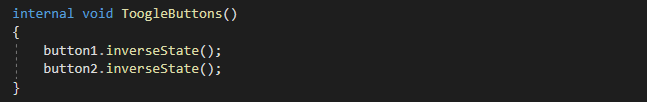 internal void ToogleButtons()
{
button1.inverseState();
button2.inverseState();
}